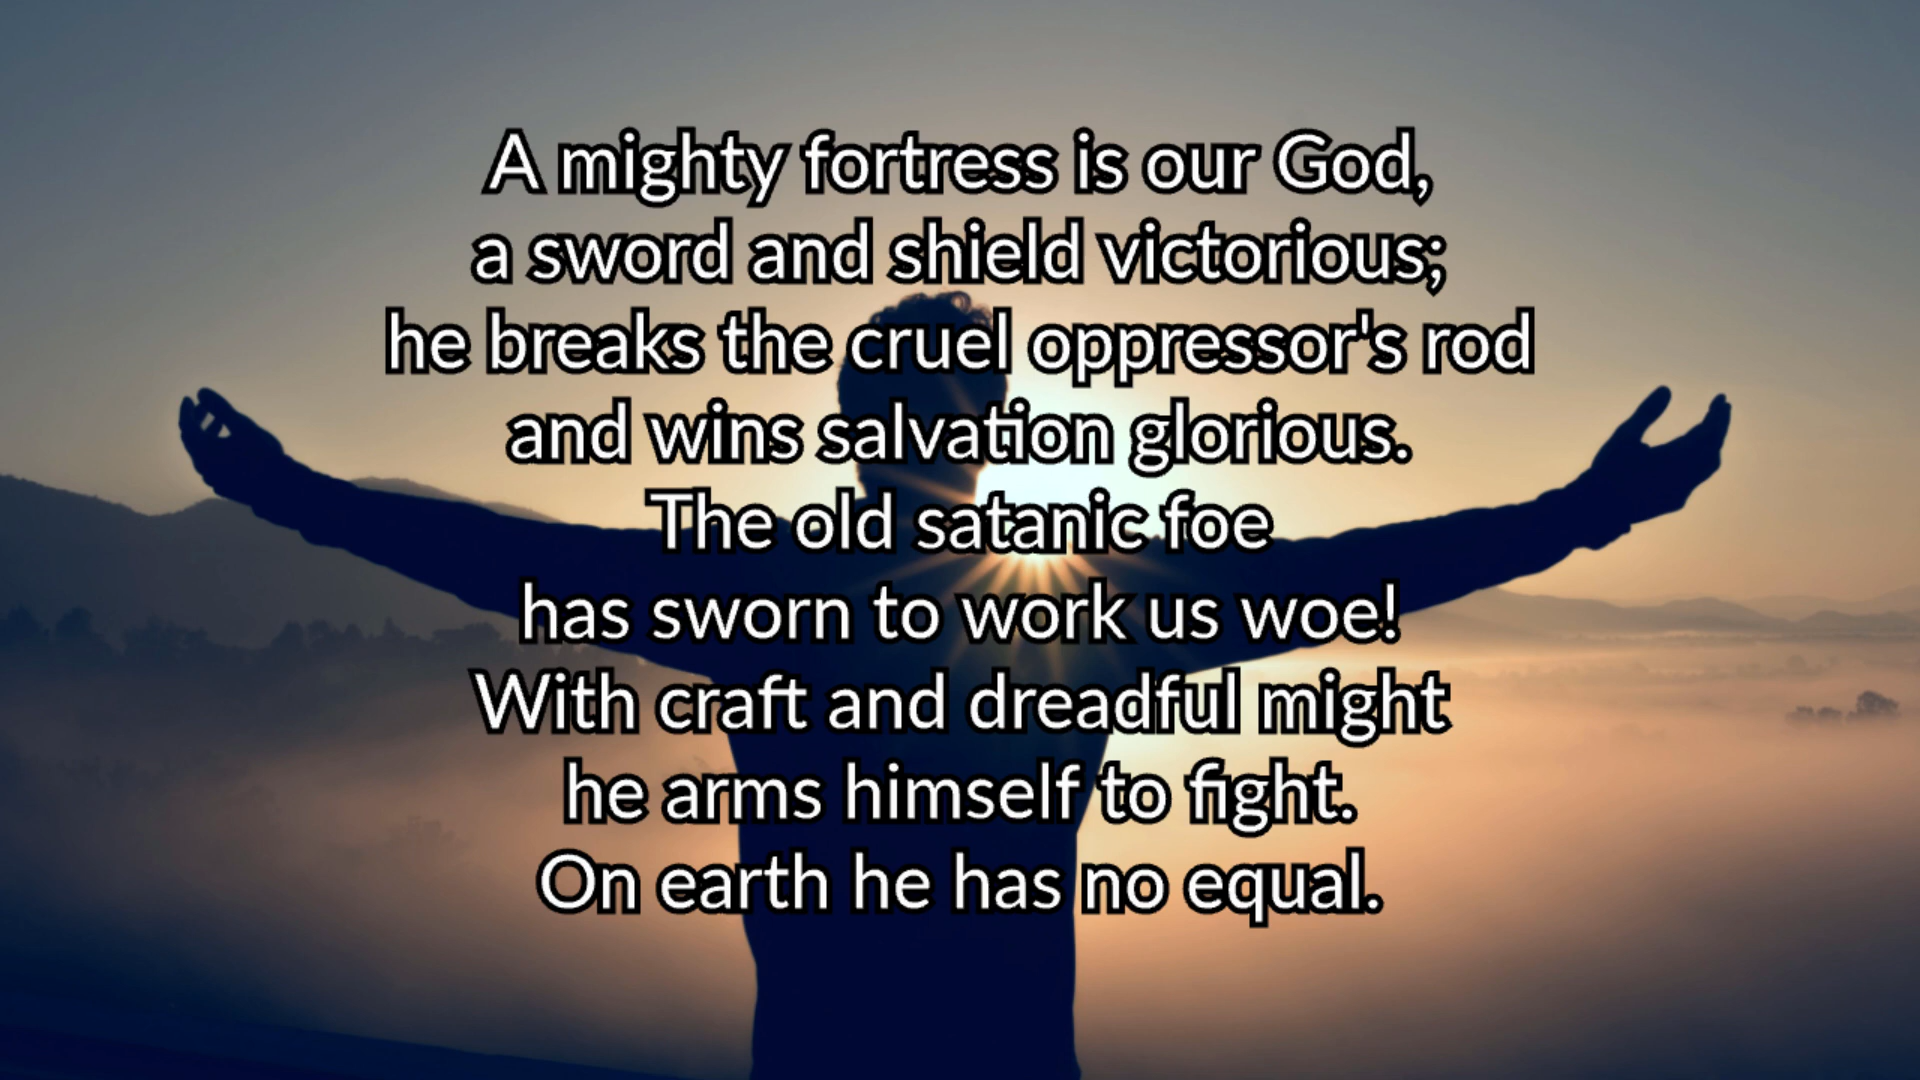 A mighty fortress is our God,
a sword and shield victorious;
he breaks the cruel oppressor's rod
and wins salvation glorious.
The old satanic foe
has sworn to work us woe!
With craft and dreadful might
he arms himself to fight.
On earth he has no equal.